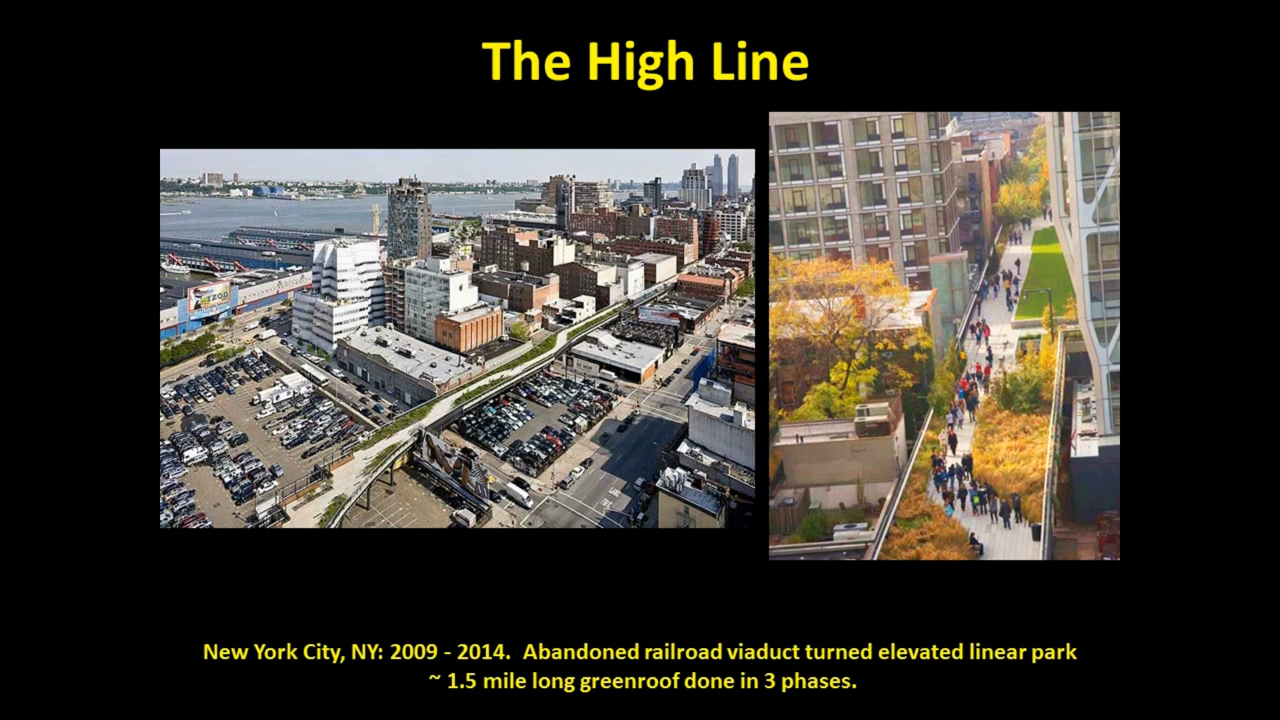 The High Line
New York City, NY: 2009 - 2014.  Abandoned railroad viaduct turned elevated linear park
~ 1.5 mile long greenroof done in 3 phases.